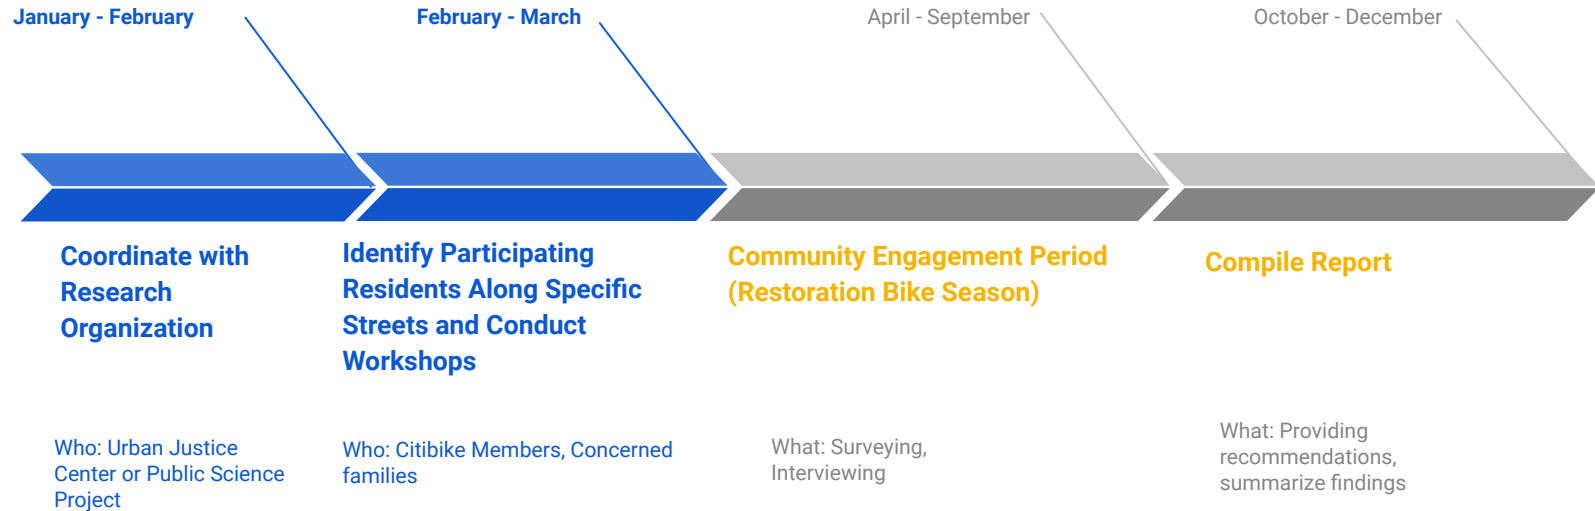 January - February
February - March
April - September
October - December
Coordinate with
Research
Organization
Identify Participating
Residents Along Specific
Streets and Conduct
Workshops
Community Engagement Period
(Restoration Bike Season)
Compile Report
Who: Urban Justice
Center or Public Science
Project
Who: Citibike Members, Concerned
families
What: Surveying,
Interviewing
What: Providing
recommendations,
summarize findings